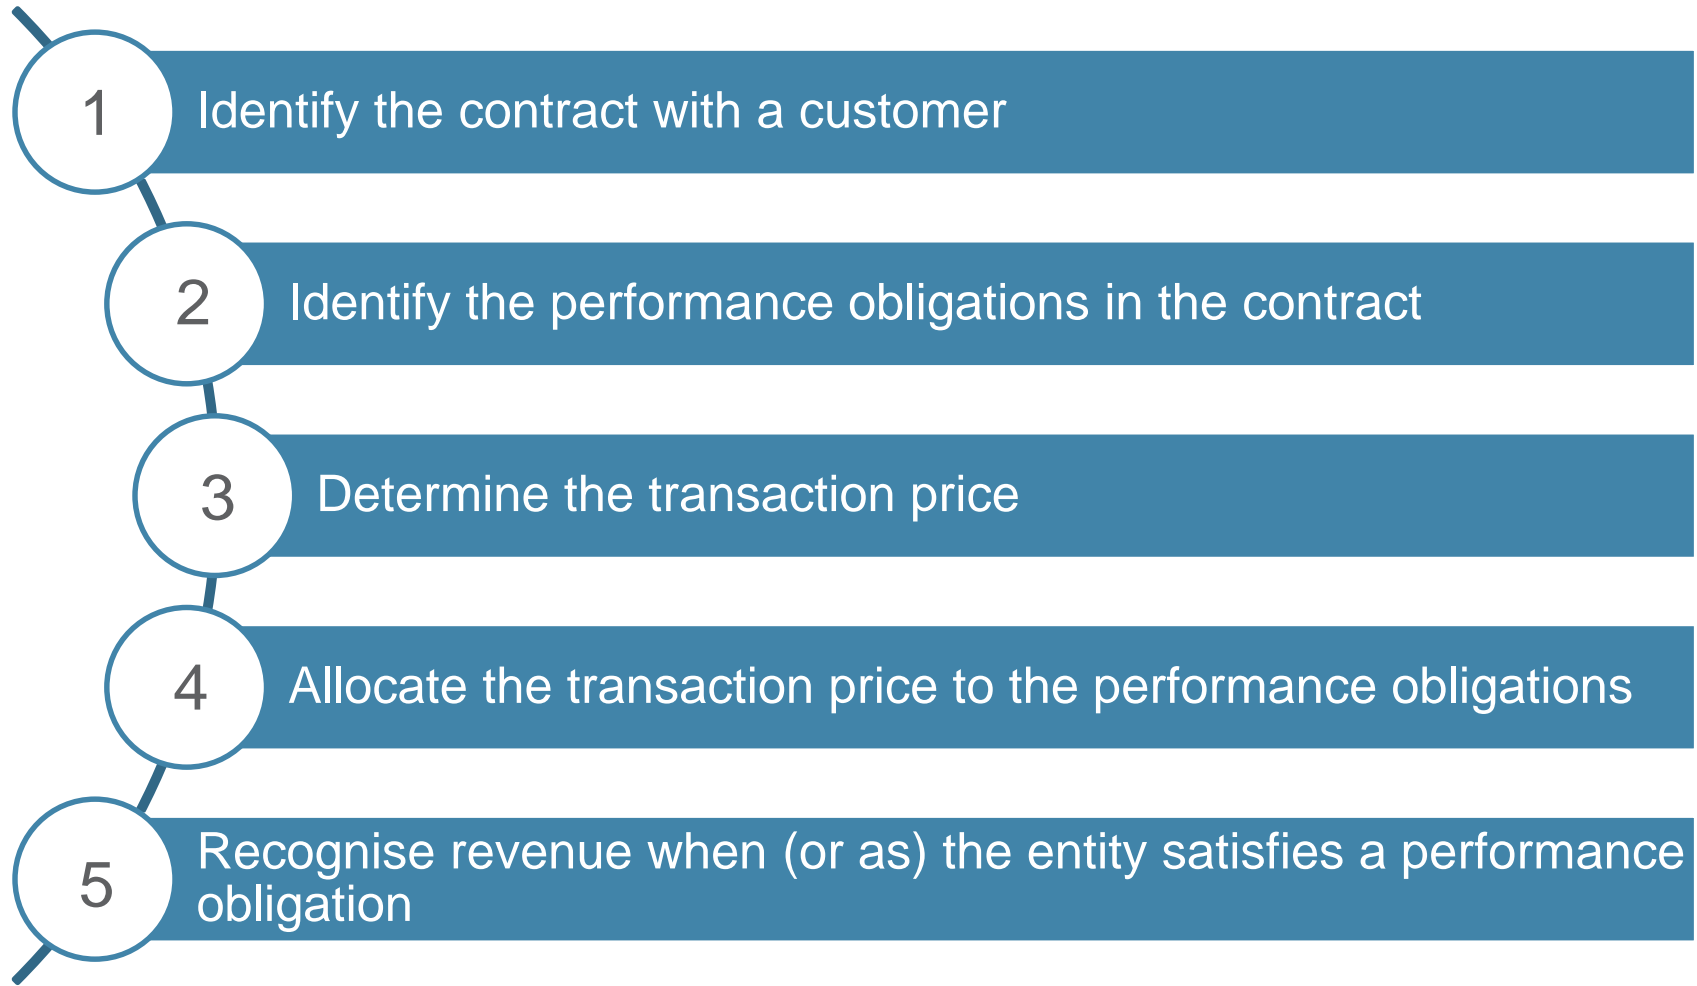 1
Identify the contract with a customer
2
Identify the performance obligations in the contract
3
Determine the transaction price
4
Allocate the transaction price to the performance obligations
5
Recognise revenue when (or as) the entity satisfies a performance
obligation